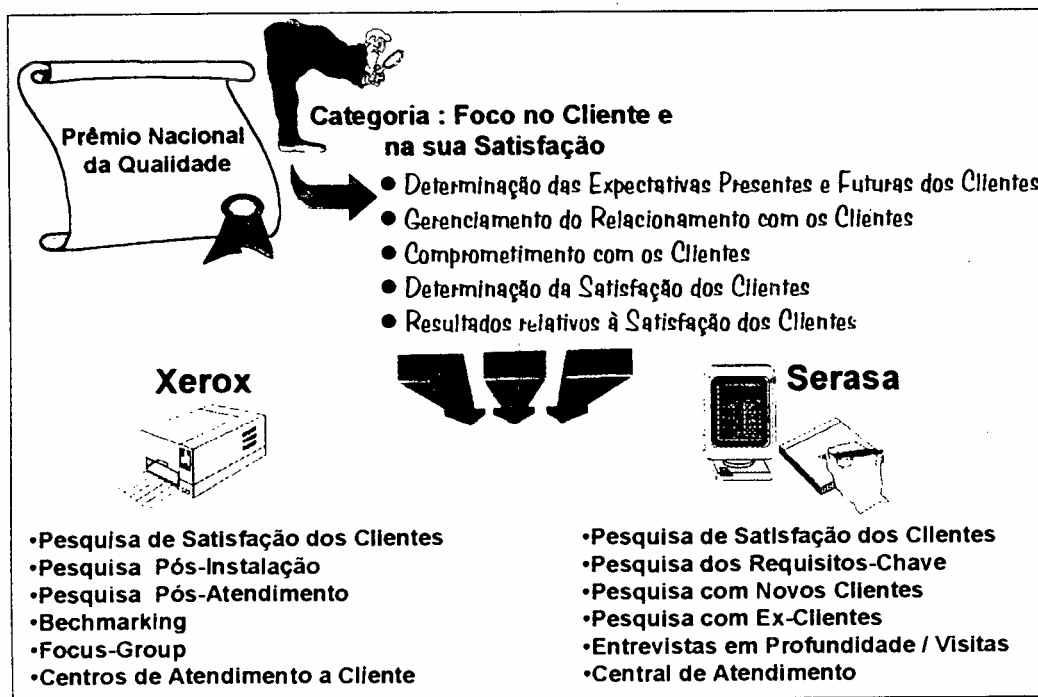 Prêmio Nacional
da Qualidade
Categoria : Foco no Cliente e
na sua Satisfação
● Determinação das Expectativas Presentes e Futuras dos Clientes
● Gerenciamento do Relacionamento com os Clientes
● Comprometimento com os Clientes
● Determinação da Satisfação dos Clientes
● Resultados relativos à Satisfação dos Clientes
Xerox
•Pesquisa de Satisfação dos Clientes
•Pesquisa Pós-Instalação
•Pesquisa Pós-Atendimento
•Bechmarking
•Focus-Group
•Centros de Atendimento a Cliente
Serasa
•Pesquisa de Satisfação dos Clientes
•Pesquisa dos Requisitos-Chave
•Pesquisa com Novos Clientes
•Pesquisa com Ex-Clientes
•Entrevistas em Profundidade / Visitas
•Central de Atendimento